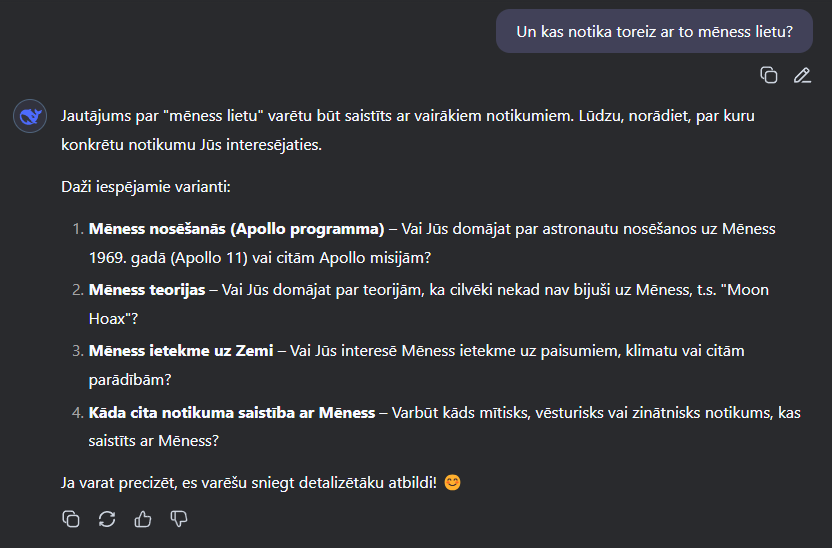 Un kas notika toreiz ar to mēness lietu?
Jautājums par "mēness lietu" varētu būt saistīts ar vairākiem notikumiem. Lūdzu, norādiet, par kuru
konkrētu notikumu Jūs interesējaties.
Daži iespējamie varianti:
1. Mēness nosēšanās (Apollo programma) – Vai Jūs domājat par astronautu nosēšanos uz Mēness
1969. gadā (Apollo 11) vai citām Apollo misijām?
2. Mēness teorijas – Vai Jūs domājat par teorijām, ka cilvēki nekad nav bijuši uz Mēness, t.s. "Moon
Hoax"?
3. Mēness ietekme uz Zemi – Vai Jūs interesē Mēness ietekme uz paisumiem, klimatu vai citām
parādībām?
4. Kāda cita notikuma saistība ar Mēness – Varbūt kāds mītisks, vēsturisks vai zinātnisks notikums, kas
saistīts ar Mēness?
Ja varat precizēt, es varēšu sniegt detalizētāku atbildi! 😊